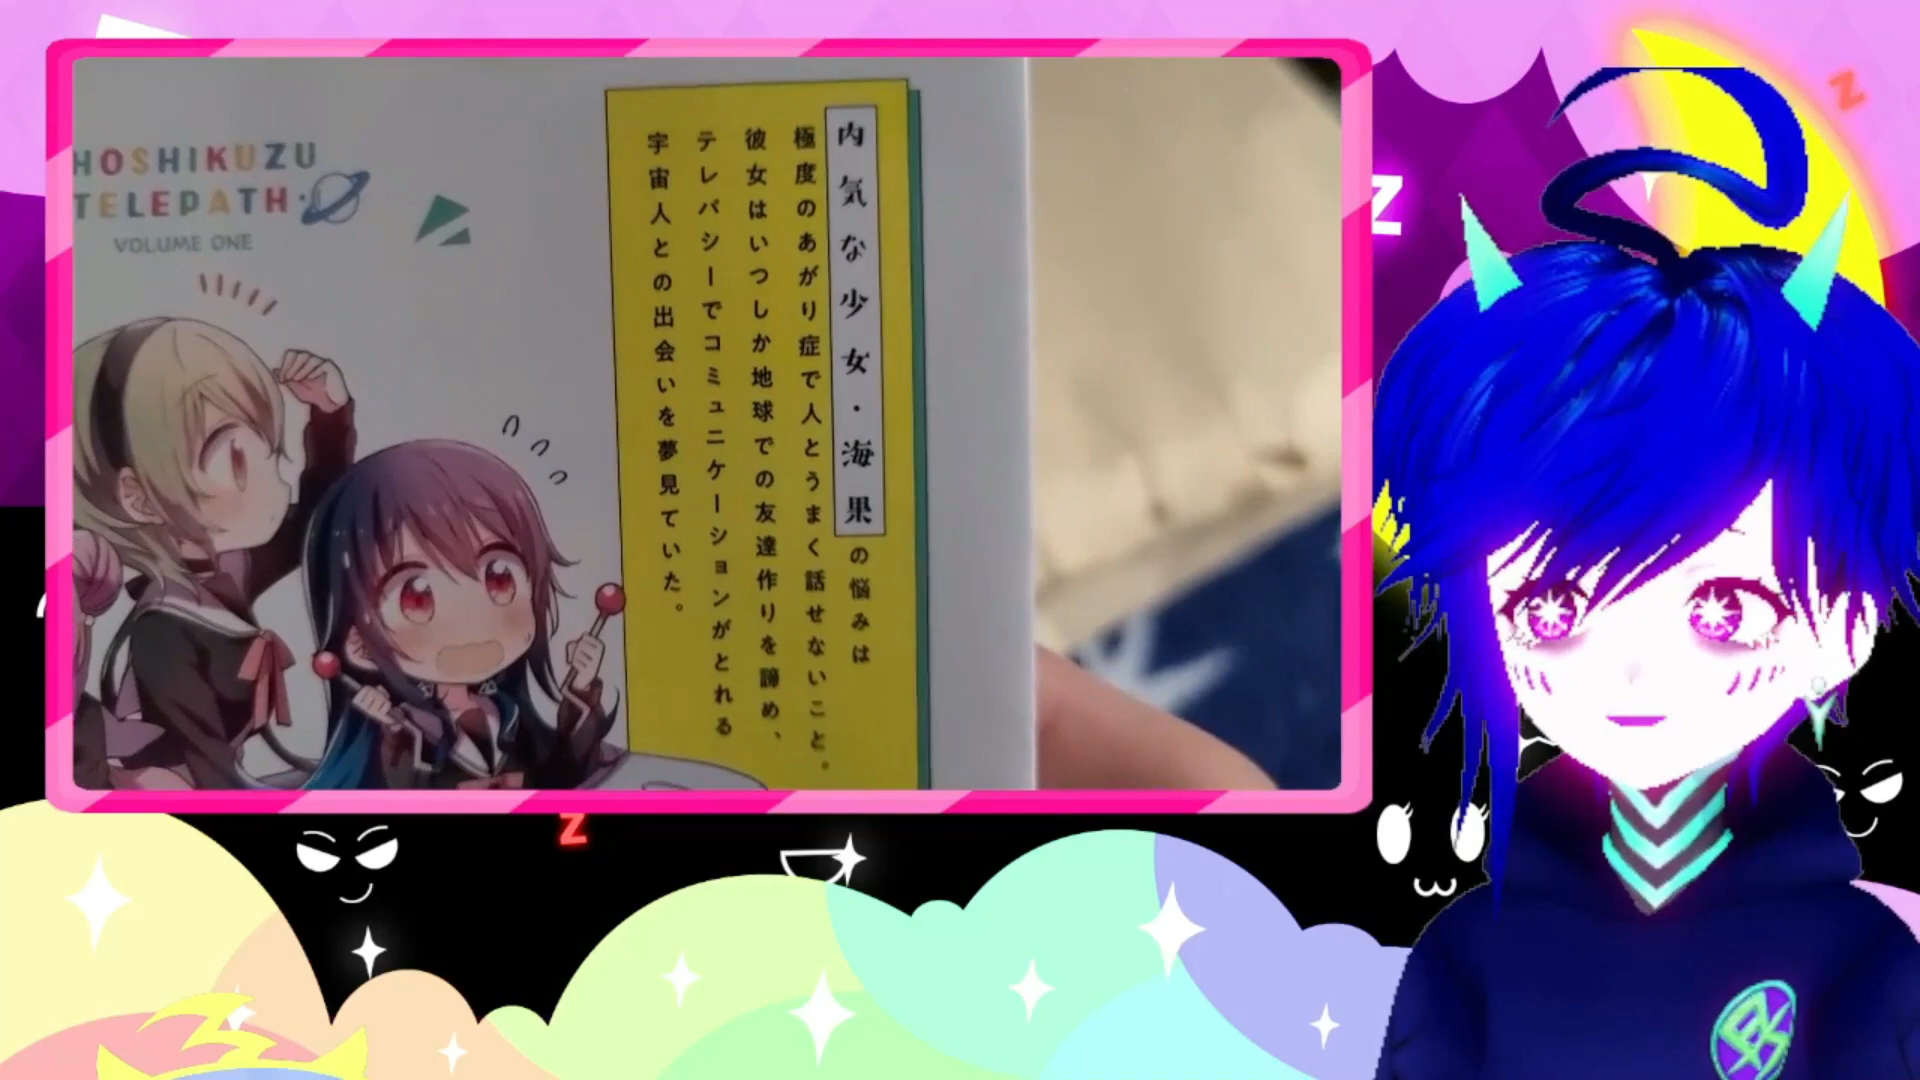 HOSHIKUZU
TELEPATH
VOLUME ONE
内気な少女・海果の悩みは
極度のあがり症で人とうまく話せないこと。
彼女はいつしか地球での友達作りを諦め、
テレパシーでコミュニケーションがとれる
宇宙人との出会いを夢見ていた。
Z
Z
Z